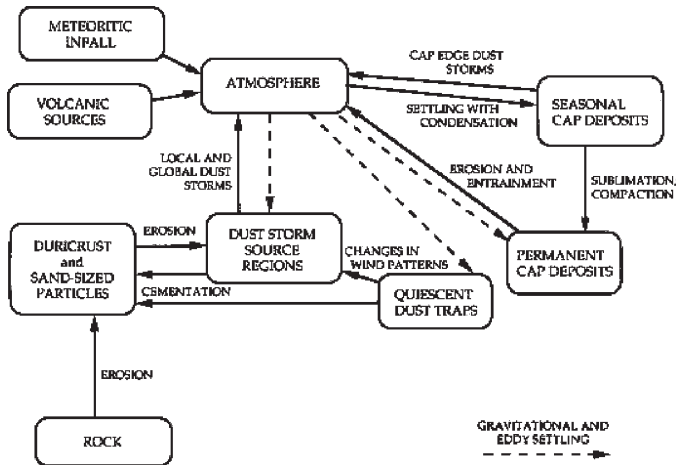 METEORITIC
INFALL
VOLCANIC
SOURCES
ATMOSPHERE
CAP EDGE DUST
STORMS
SETTLING WITH
CONDENSATION
SEASONAL
CAP DEPOSITS
LOCAL AND
GLOBAL DUST
STORMS
EROSION AND
ENTRAINMENT
SUBLIMATION,
COMPACTION
EROSION
DURICRUST
and
SAND-SIZED
PARTICLES
DUST STORM
SOURCE
REGIONS
CHANGES IN
WIND PATTERNS
PERMANENT
CAP DEPOSITS
CEMENTATION
QUIESCENT
DUST TRAPS
EROSION
ROCK
GRAVITATIONAL AND
EDDY SETTLING